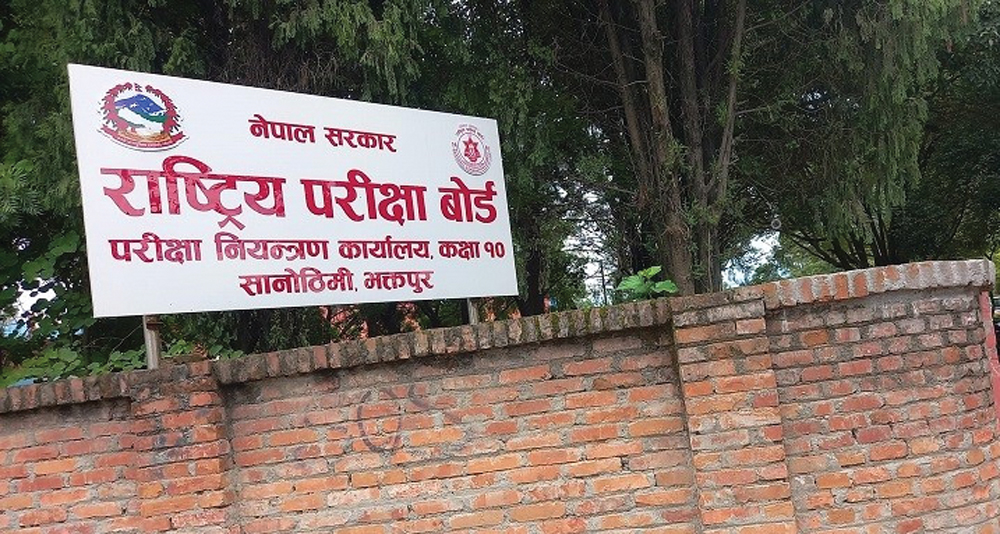 नेपाल सरकार
राष्ट्रिय परीक्षा बोर्ड
परीक्षा नियन्त्रण कार्यालय, कक्षा १०
सानोठिमी, भक्तपुर